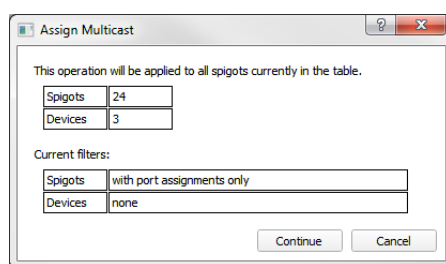 Assign Multicast
?
This operation will be applied to all spigots currently in the table.
Spigots 24
Devices 3
Current filters:
Spigots with port assignments only
Devices none
Continue Cancel